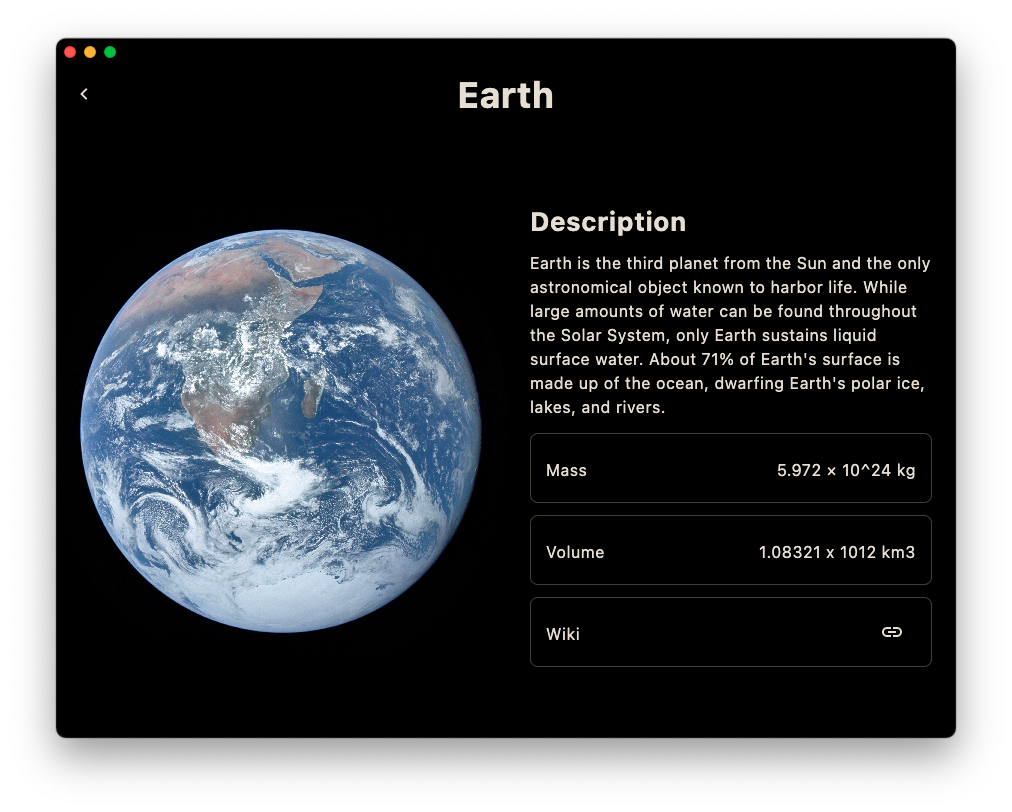 Earth
Description
Earth is the third planet from the Sun and the only
astronomical object known to harbor life. While
large amounts of water can be found throughout
the Solar System, only Earth sustains liquid
surface water. About 71% of Earth's surface is
made up of the ocean, dwarfing Earth's polar ice,
lakes, and rivers.
Mass 5.972 × 10^24 kg
Volume 1.08321 x 1012 km3
Wiki